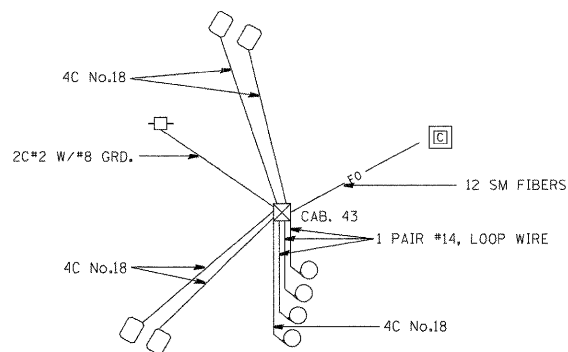 4C No.18
2C#2 W/#8 GRD.
C
FO
12 SM FIBERS
CAB. 43
1 PAIR #14, LOOP WIRE
4C No.18
4C No.18